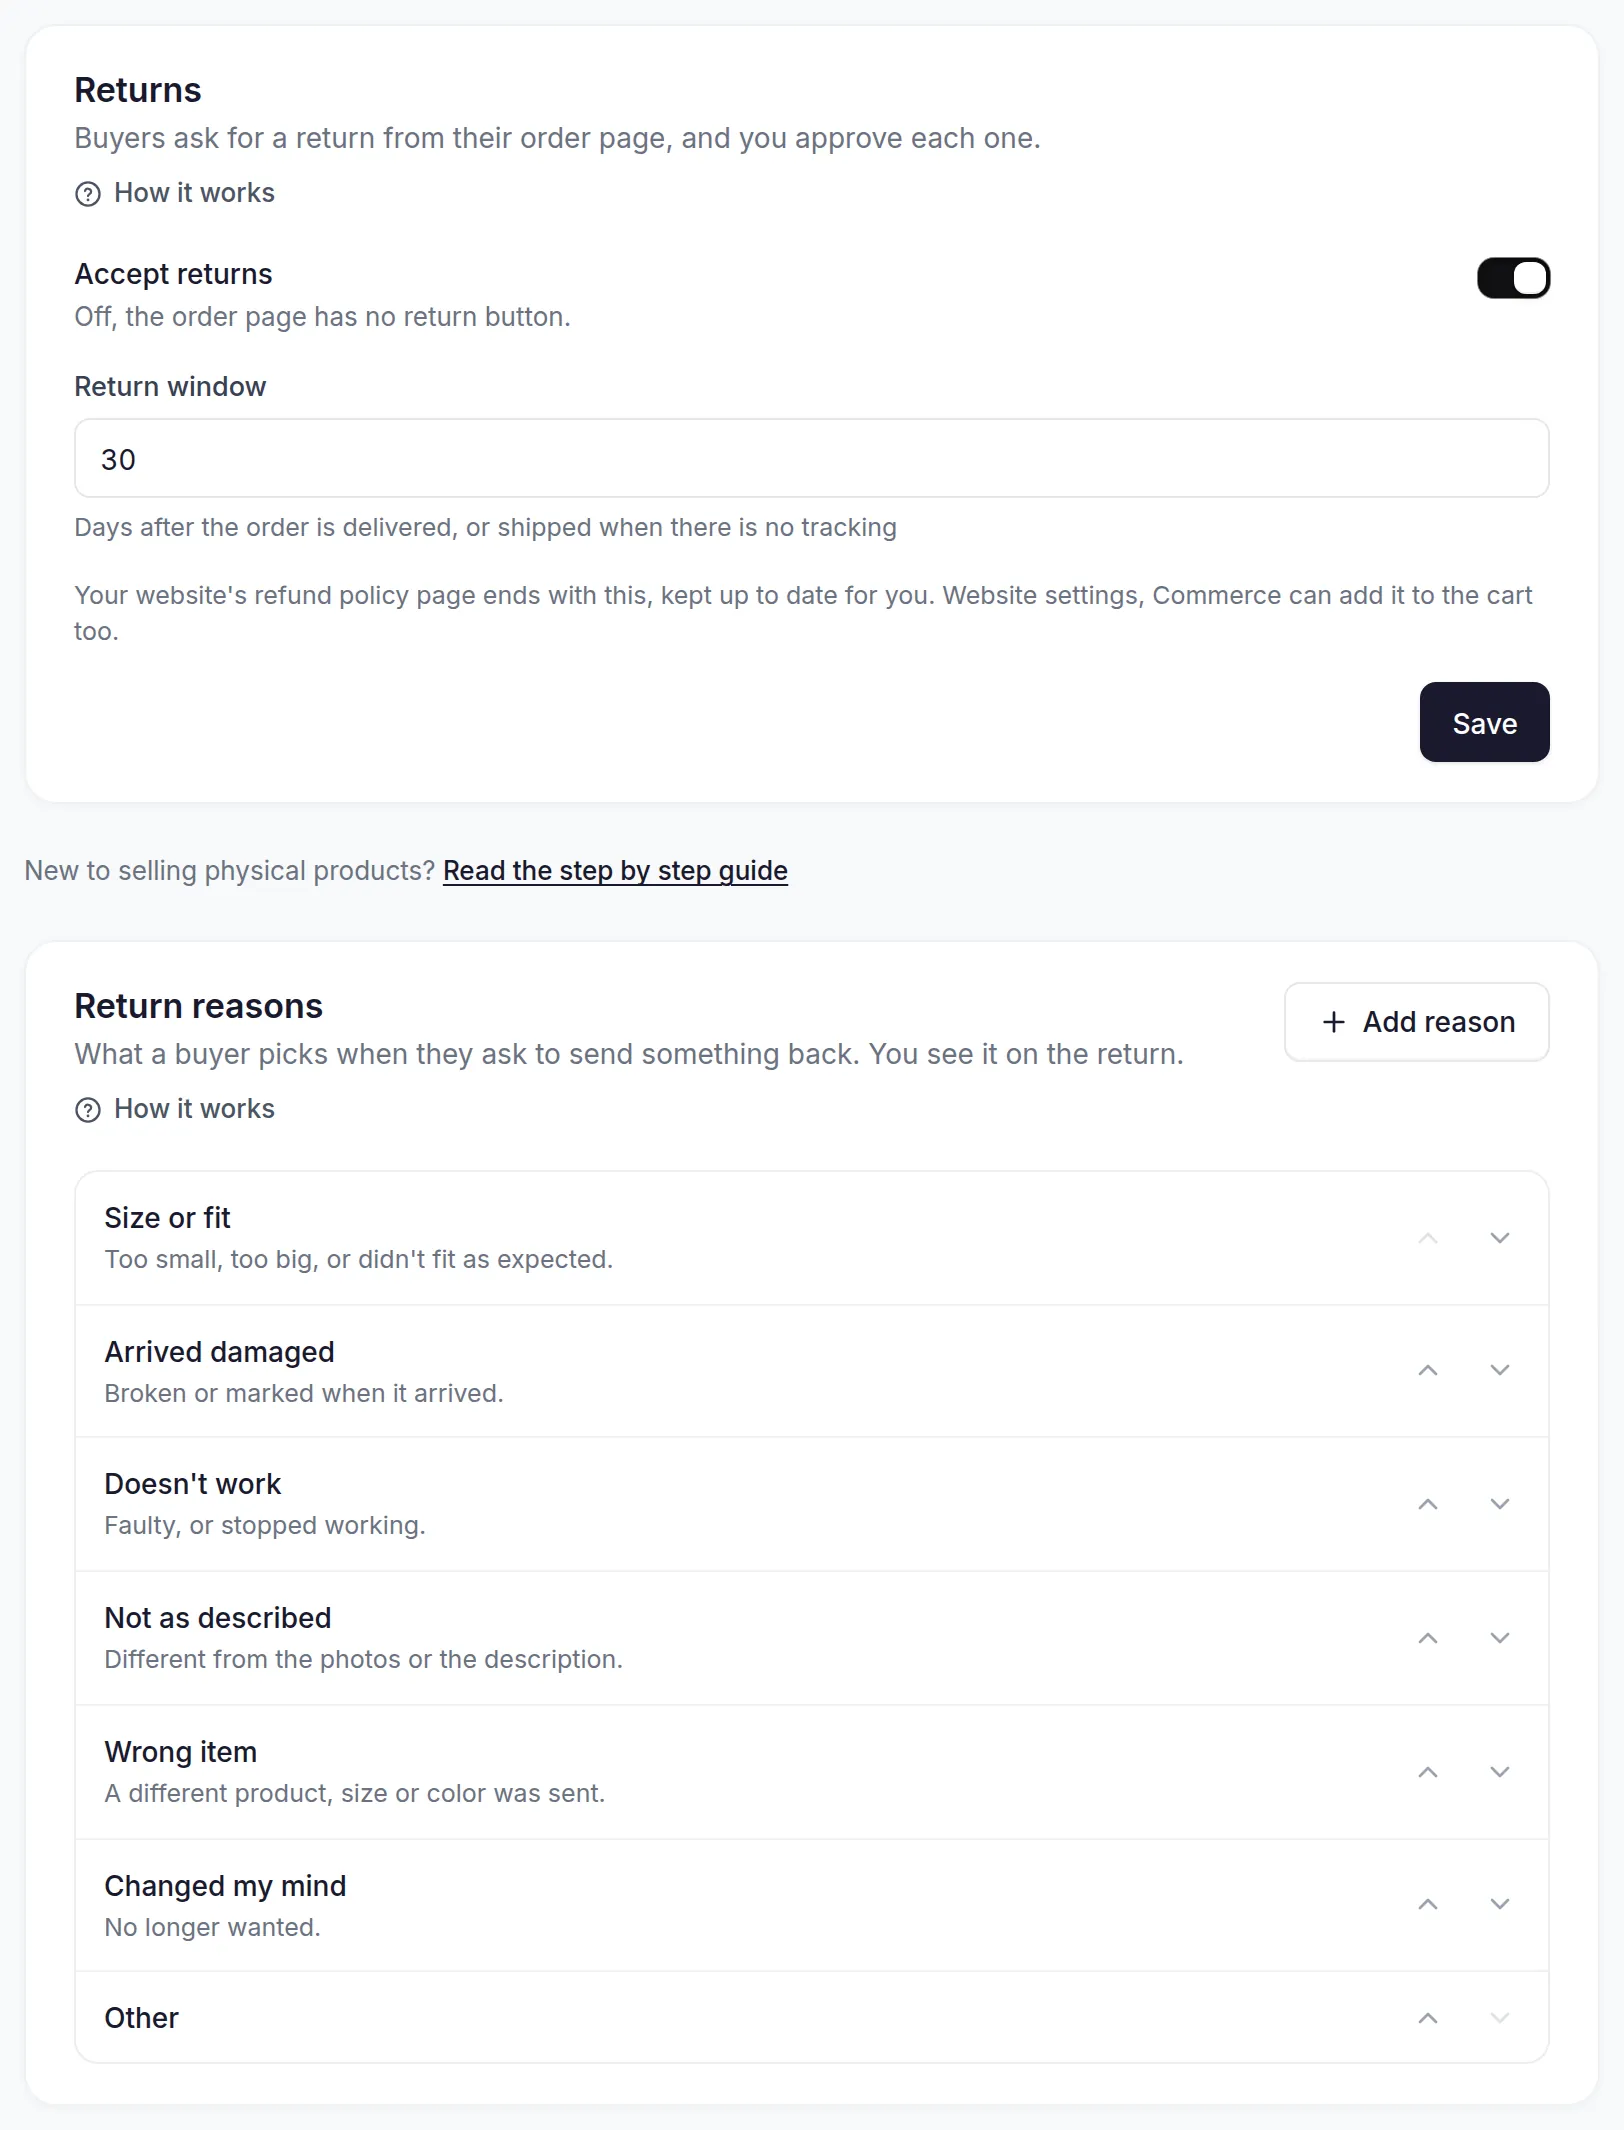 Returns
Buyers ask for a return from their order page, and you approve each one.
How it works
Accept returns
Off, the order page has no return button.
Return window
30
Days after the order is delivered, or shipped when there is no tracking
Your website's refund policy page ends with this, kept up to date for you. Website settings, Commerce can add it to the cart
too.
Save
New to selling physical products? Read the step by step guide
Return reasons
Add reason
What a buyer picks when they ask to send something back. You see it on the return.
How it works
Size or fit
Too small, too big, or didn't fit as expected.
Arrived damaged
Broken or marked when it arrived.
Doesn't work
Faulty, or stopped working.
Not as described
Different from the photos or the description.
Wrong item
A different product, size or color was sent.
Changed my mind
No longer wanted.
Other